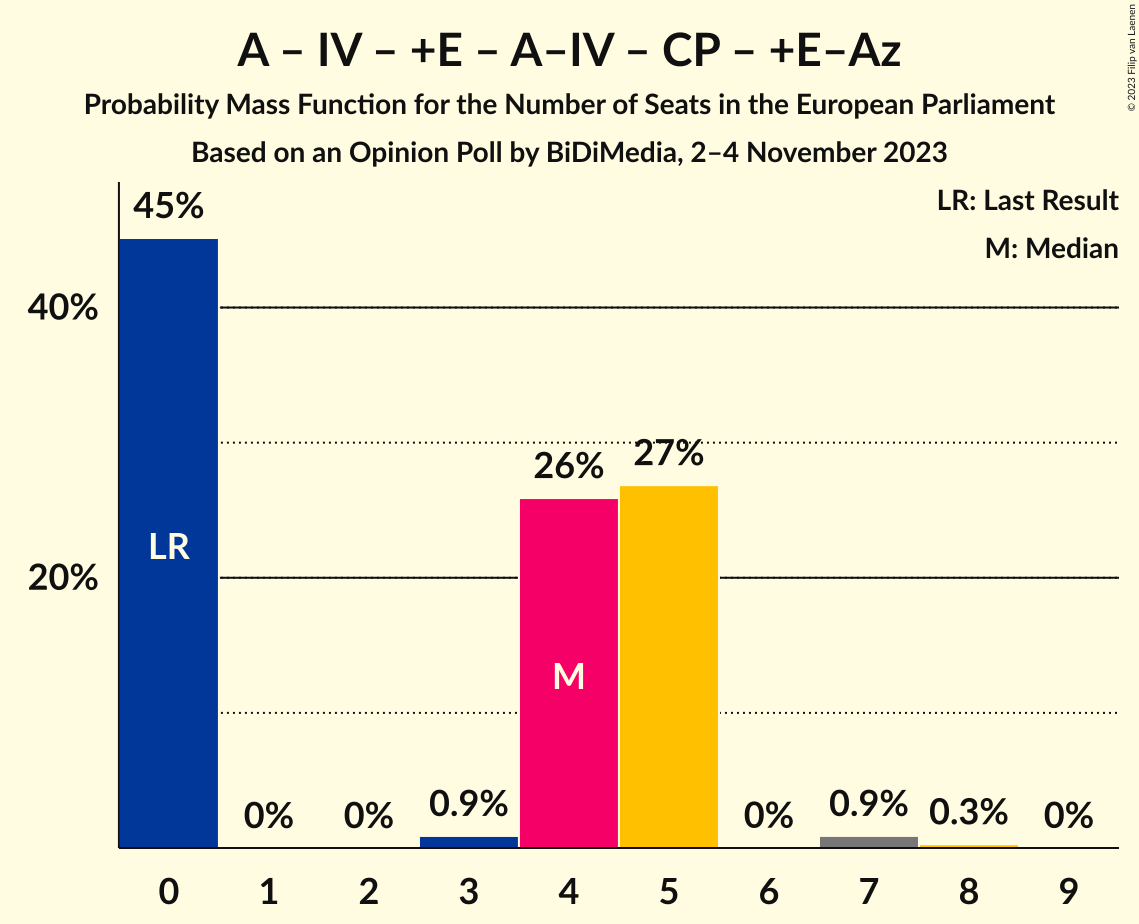 A – IV – +E – A–IV – CP – +E–Az
Probability Mass Function for the Number of Seats in the European Parliament
Based on an Opinion Poll by BiDiMedia, 2–4 November 2023
© 2023 Filip van Laenen
LR: Last Result
M: Median
45%
40%
27%
26%
LR
20%
M
0% 0% 0.9% 0% 0.9% 0.3% 0%
0 1 2 3 4 5 6 7 8 9